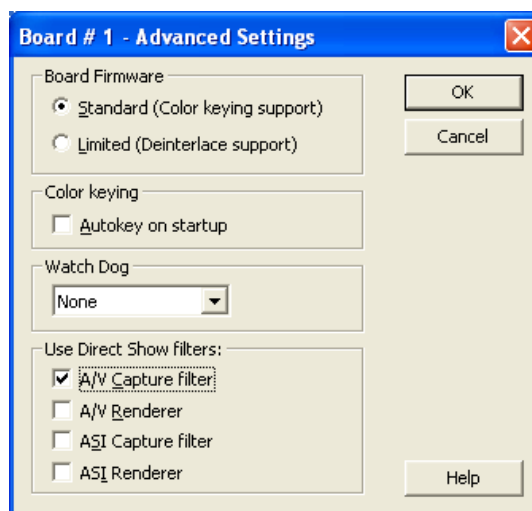 Board # 1 - Advanced Settings
Board Firmware
Standard (Color keying support)
Limited (Deinterlace support)
OK
Cancel
Color keying
Autokey on startup
Watch Dog
None
Use Direct Show filters:
A/V Capture filter
A/V Renderer
ASI Capture filter
ASI Renderer
Help